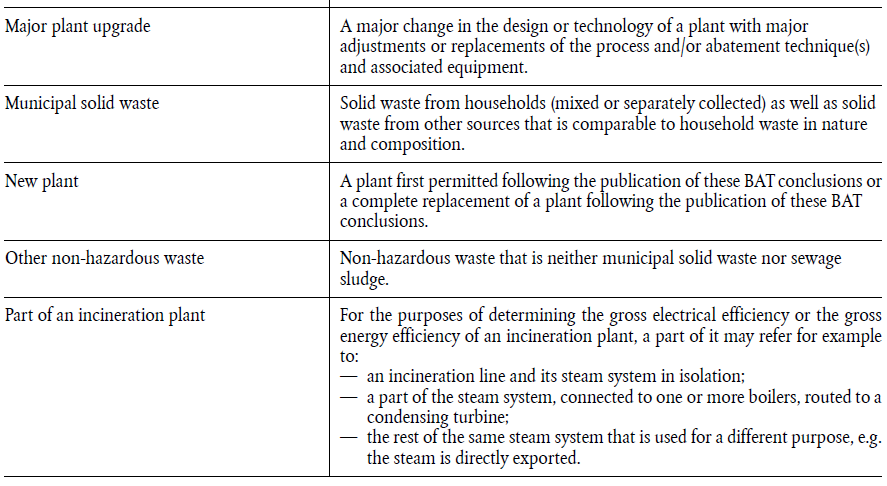 Major plant upgrade
A major change in the design or technology of a plant with major
adjustments or replacements of the process and/or abatement technique(s)
and associated equipment.
Municipal solid waste
Solid waste from households (mixed or separately collected) as well as solid
waste from other sources that is comparable to household waste in nature
and composition.
New plant
A plant first permitted following the publication of these BAT conclusions or
a complete replacement of a plant following the publication of these BAT
conclusions.
Other non-hazardous waste
Non-hazardous waste that is neither municipal solid waste nor sewage
sludge.
Part of an incineration plant
For the purposes of determining the gross electrical efficiency or the gross
energy efficiency of an incineration plant, a part of it may refer for example
to:
— an incineration line and its steam system in isolation;
— a part of the steam system, connected to one or more boilers, routed to a
condensing turbine;
— the rest of the same steam system that is used for a different purpose, e.g.
the steam is directly exported.